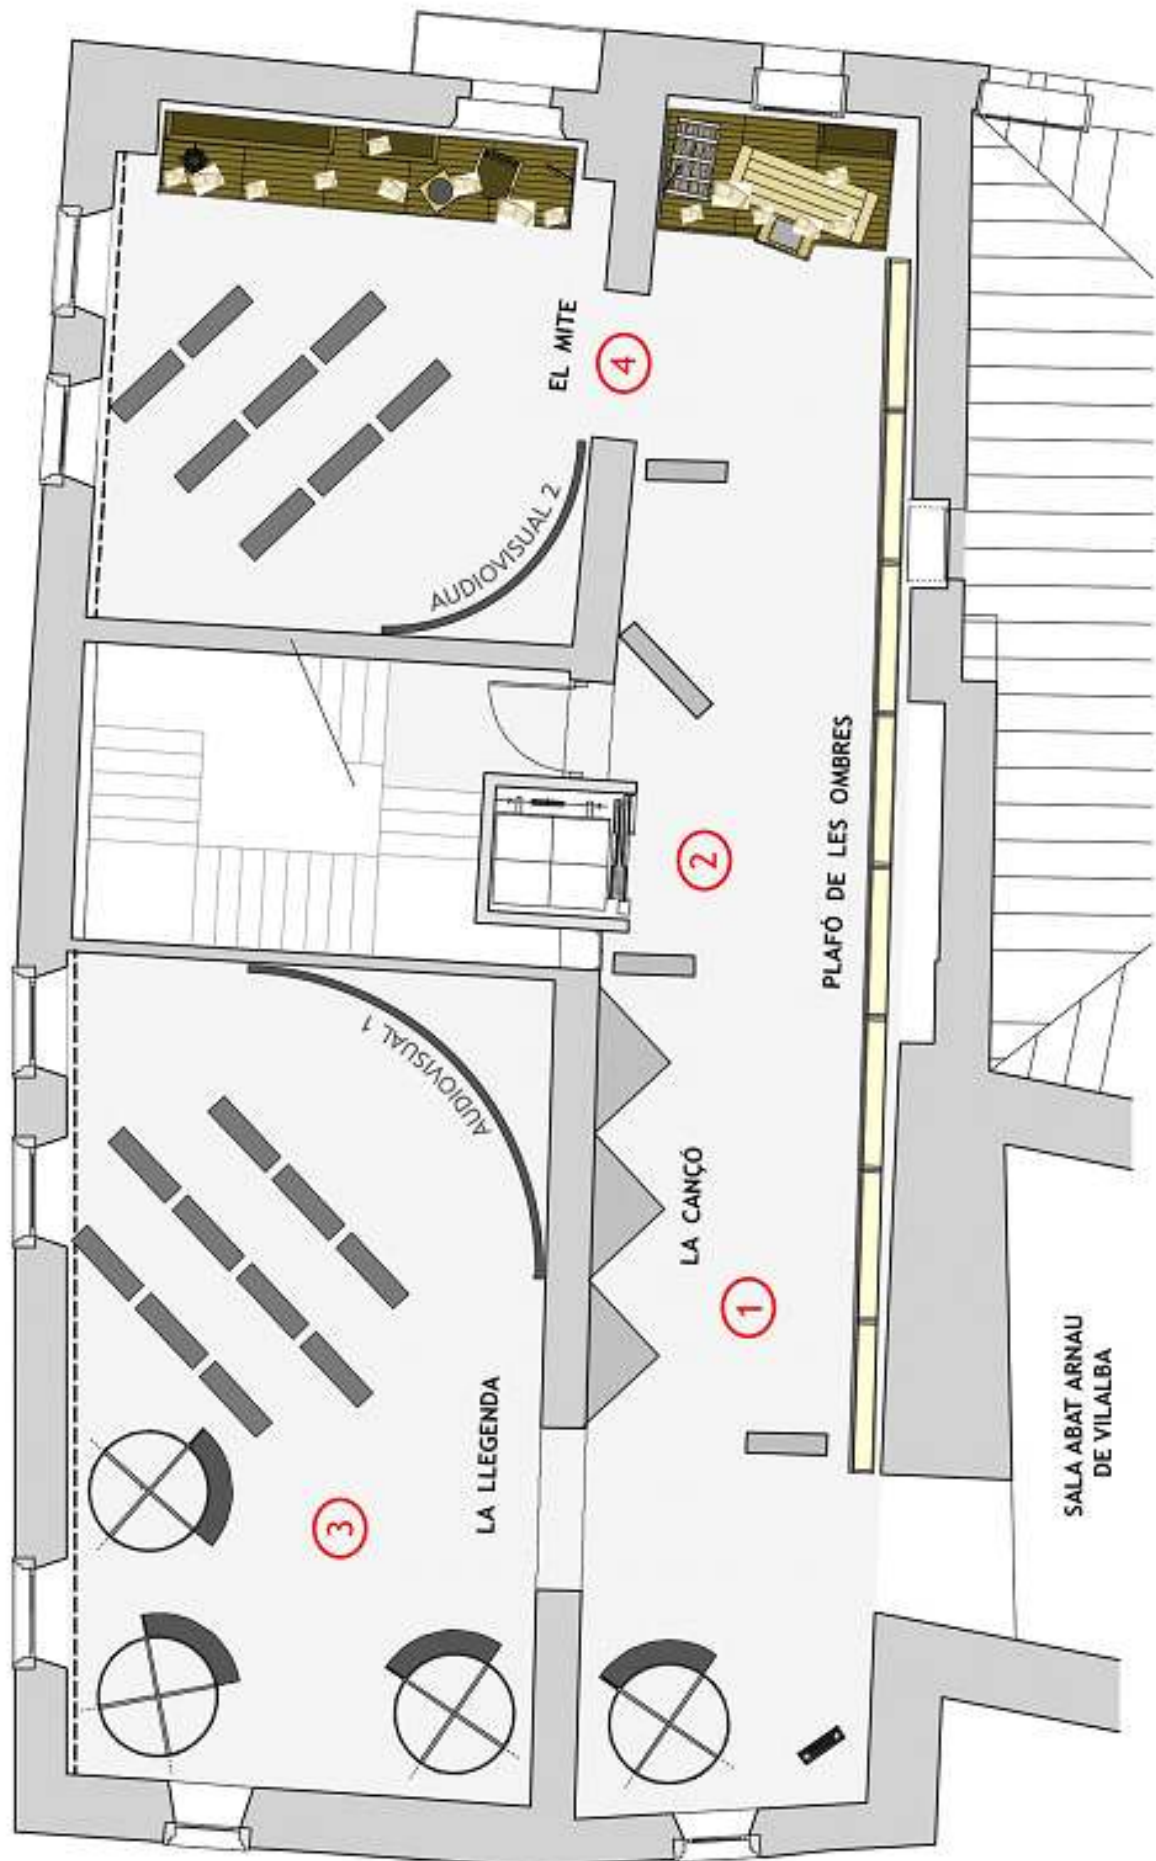 EL MITE
4
AUDIOVISUAL 2
2
PLAFÓ DE LES OMBRES
AUDIOVISUAL 1
LA CANÇÓ
1
LA LLEGENDA
3
SALA ABAT ARNAU
DE VILALBA